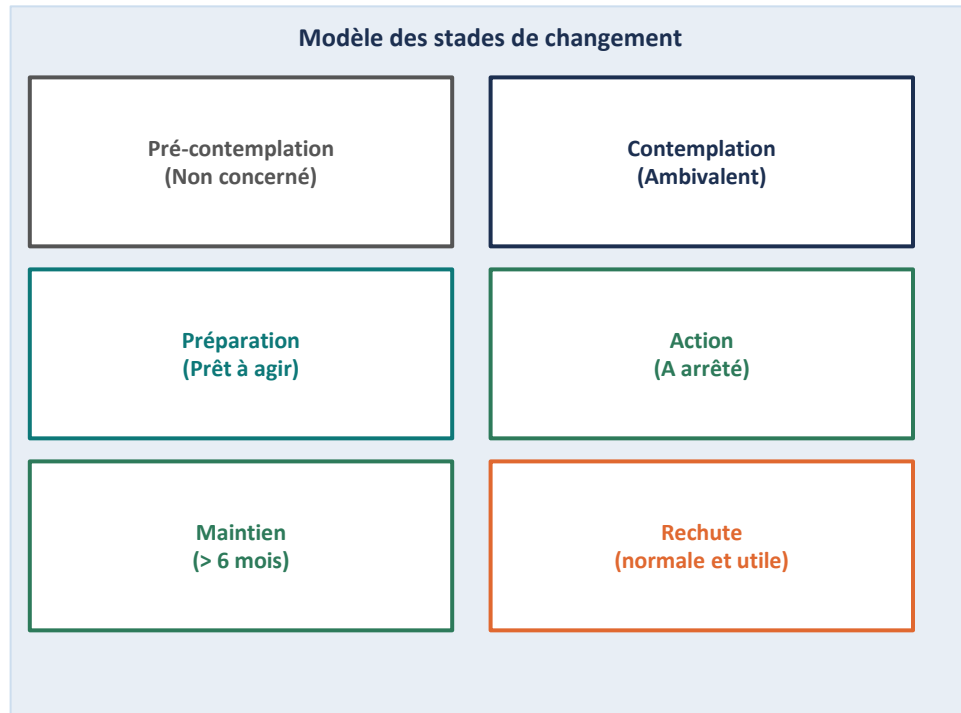 Modèle des stades de changement
Pré-contemplation
(Non concerné)
Contemplation
(Ambivalent)
Préparation
(Prêt à agir)
Action
(A arrêté)
Maintien
(> 6 mois)
Rechute
(normale et utile)